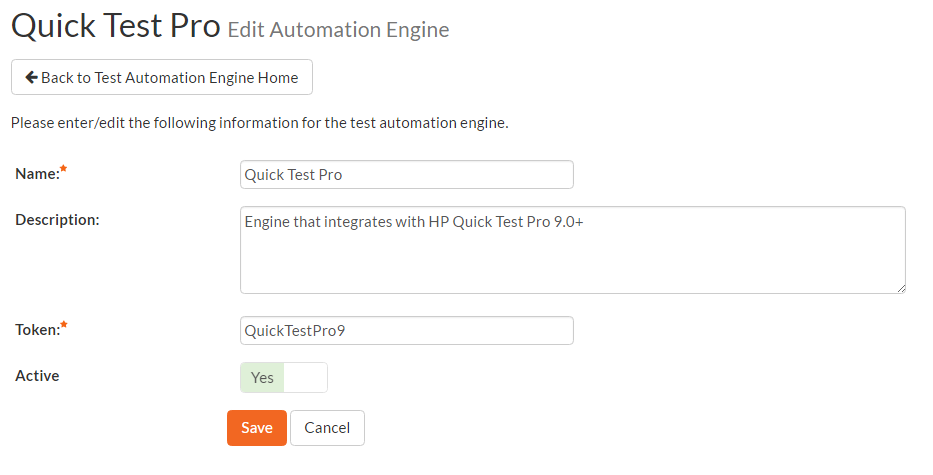 Quick Test Pro Edit Automation Engine
Back to Test Automation Engine Home
Please enter/edit the following information for the test automation engine.
Name:* Quick Test Pro
Description: Engine that integrates with HP Quick Test Pro 9.0+
Token:* QuickTestPro9
Active Yes
Save Cancel